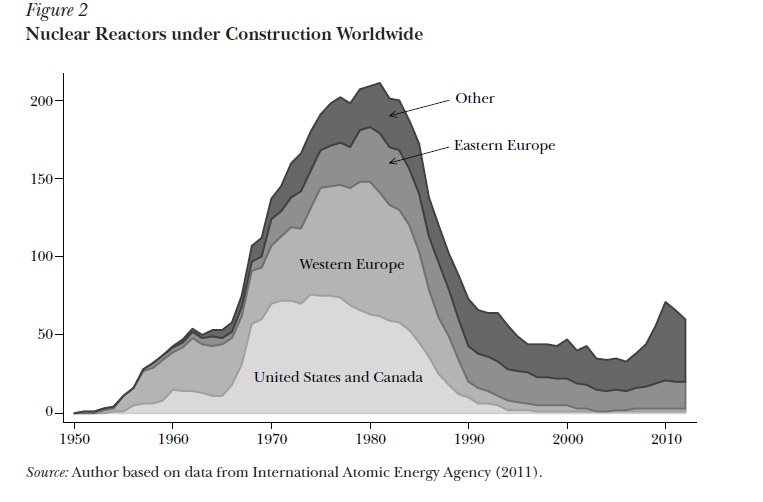 Figure 2
Nuclear Reactors under Construction Worldwide
200
Other
Eastern Europe
150
100
Western Europe
50
United States and Canada
0
1950 1960 1970 1980 1990 2000 2010
Source: Author based on data from International Atomic Energy Agency (2011).